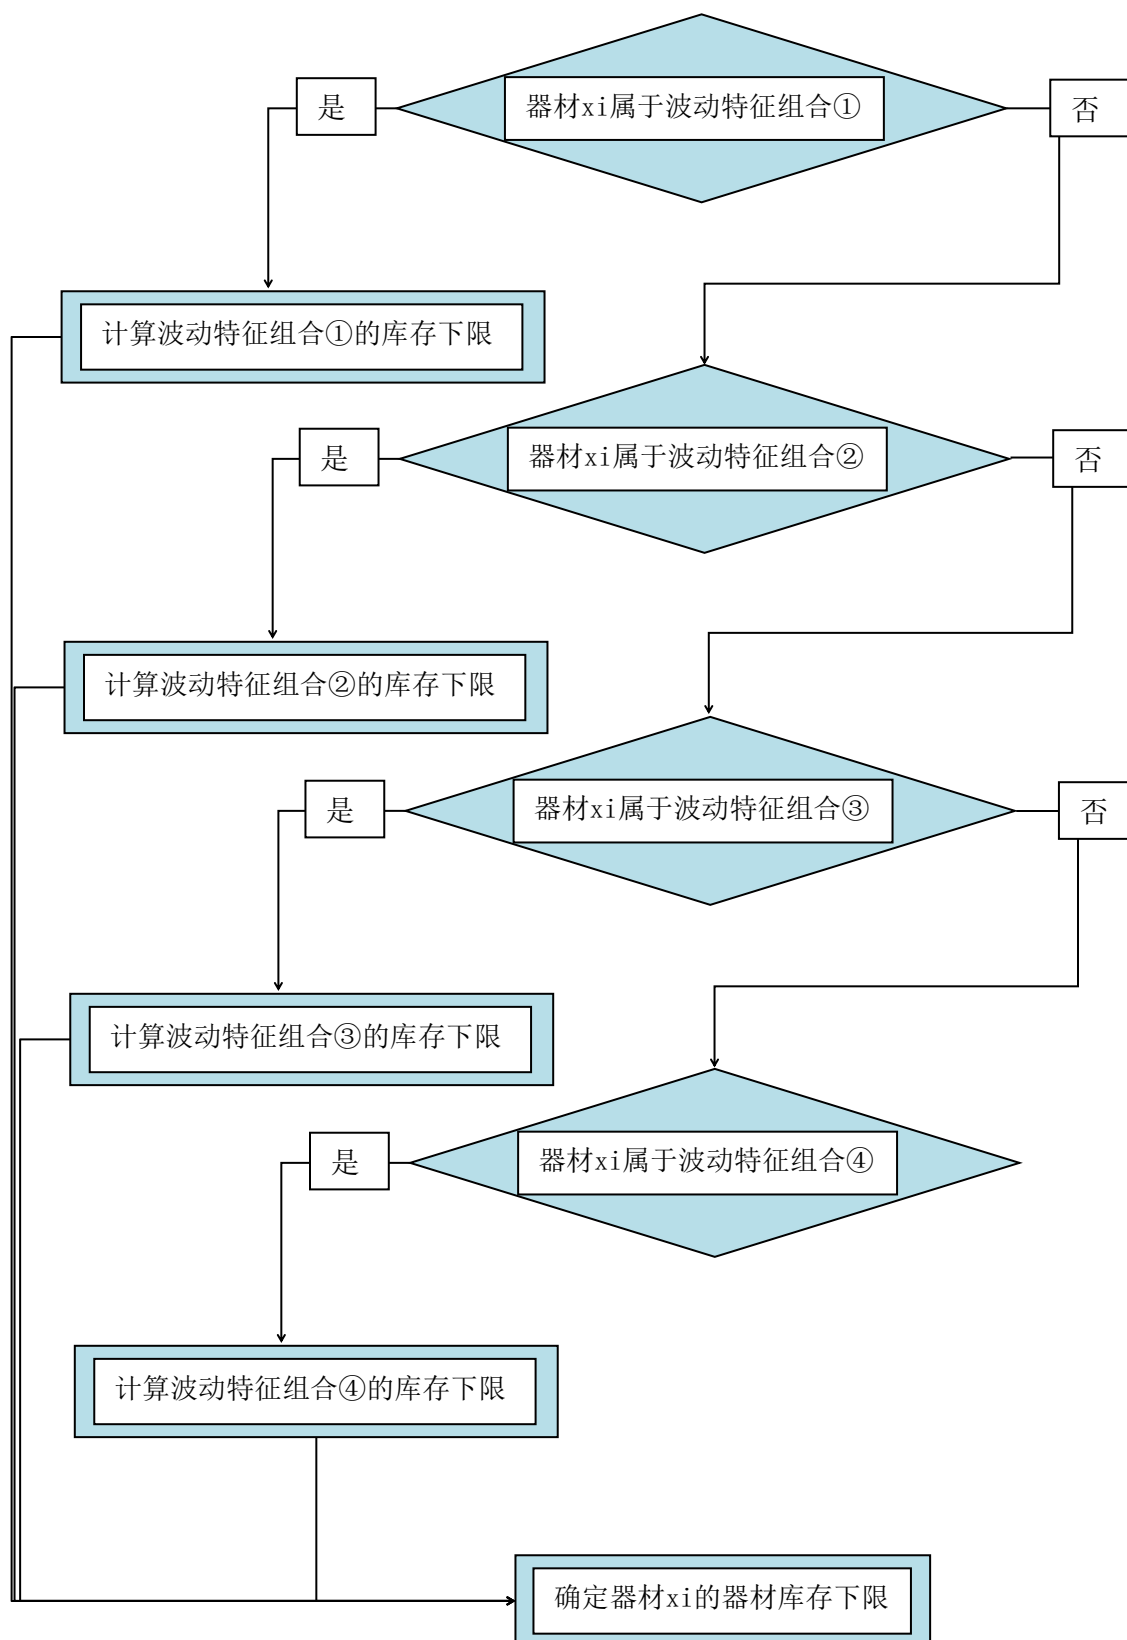 器材xi属于波动特征组合①
是
否
计算波动特征组合①的库存下限
器材xi属于波动特征组合②
是
否
计算波动特征组合②的库存下限
器材xi属于波动特征组合③
是
否
计算波动特征组合③的库存下限
器材xi属于波动特征组合④
是
计算波动特征组合④的库存下限
确定器材xi的器材库存下限